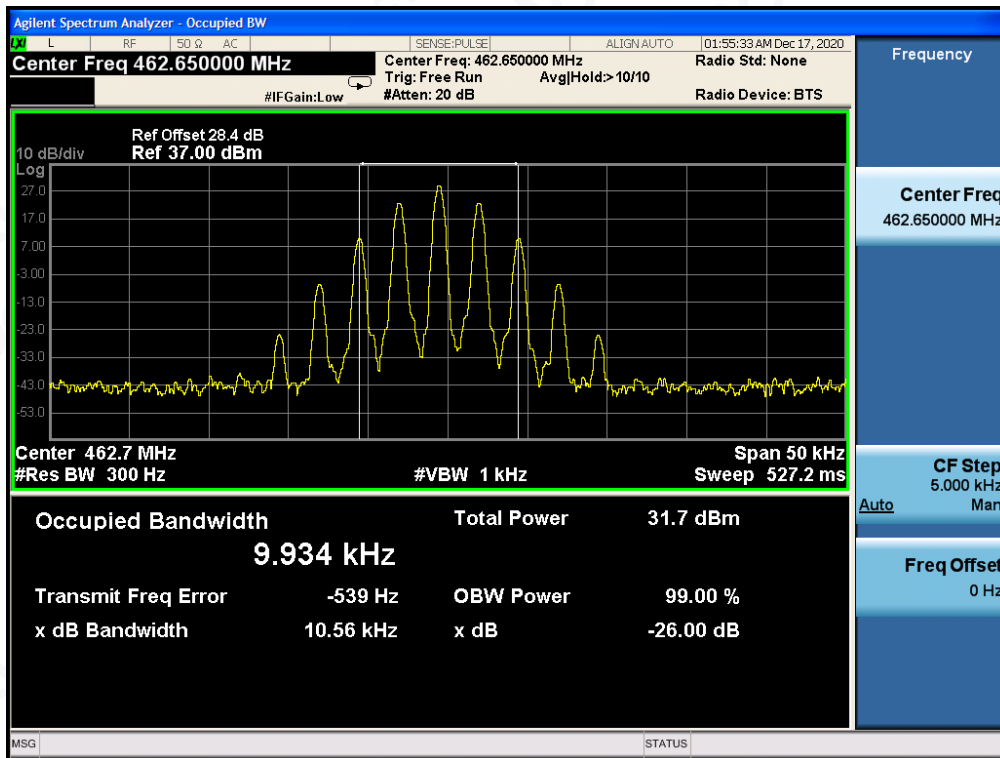 Agilent Spectrum Analyzer - Occupied BW
LXI L RF 50 Ω AC SENSE:PULSE ALIGN AUTO 01:55:33 AM Dec 17, 2020
Center Freq 462.650000 MHz
Center Freq: 462.650000 MHz
Radio Std: None
Trig: Free Run Avg|Hold:> 10/10
#IFGain:Low #Atten: 20 dB
Radio Device: BTS
Ref Offset 28.4 dB
10 dB/div Ref 37.00 dBm
Log
27.0
17.0
7.00
-3.00
-13.0
-23.0
-33.0
-43.0
-53.0
Center 462.7 MHz Span 50 kHz
#Res BW 300 Hz #VBW 1 kHz Sweep 527.2 ms
Occupied Bandwidth Total Power 31.7 dBm
9.934 kHz
Transmit Freq Error -539 Hz OBW Power 99.00 %
x dB Bandwidth 10.56 kHz x dB -26.00 dB
MSG STATUS
Frequency
Center Freq
462.650000 MHz
CF Step
5.000 kHz
Auto Man
Freq Offset
0 Hz